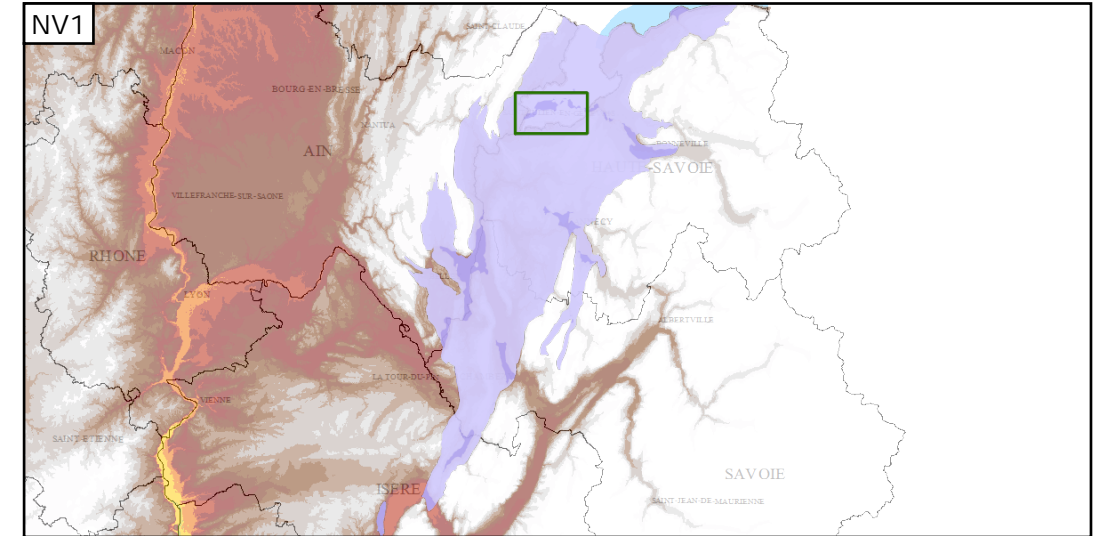 NV1
SAINT-CLAUDE
MACON
BOURG-EN-BRESSE
NANTUA
BONNEVILLE
AIN
-SAVOIE
VILLEFRANCHE-SUR-SAONE
ECY
RHONE
LYON
ALBERTVILLE
LA TOUR-DU-PIN
VIENNE
SAINT-ETIENNE
SAVOIE
ISERE
SAINT-JEAN-DE-MAURIENNE